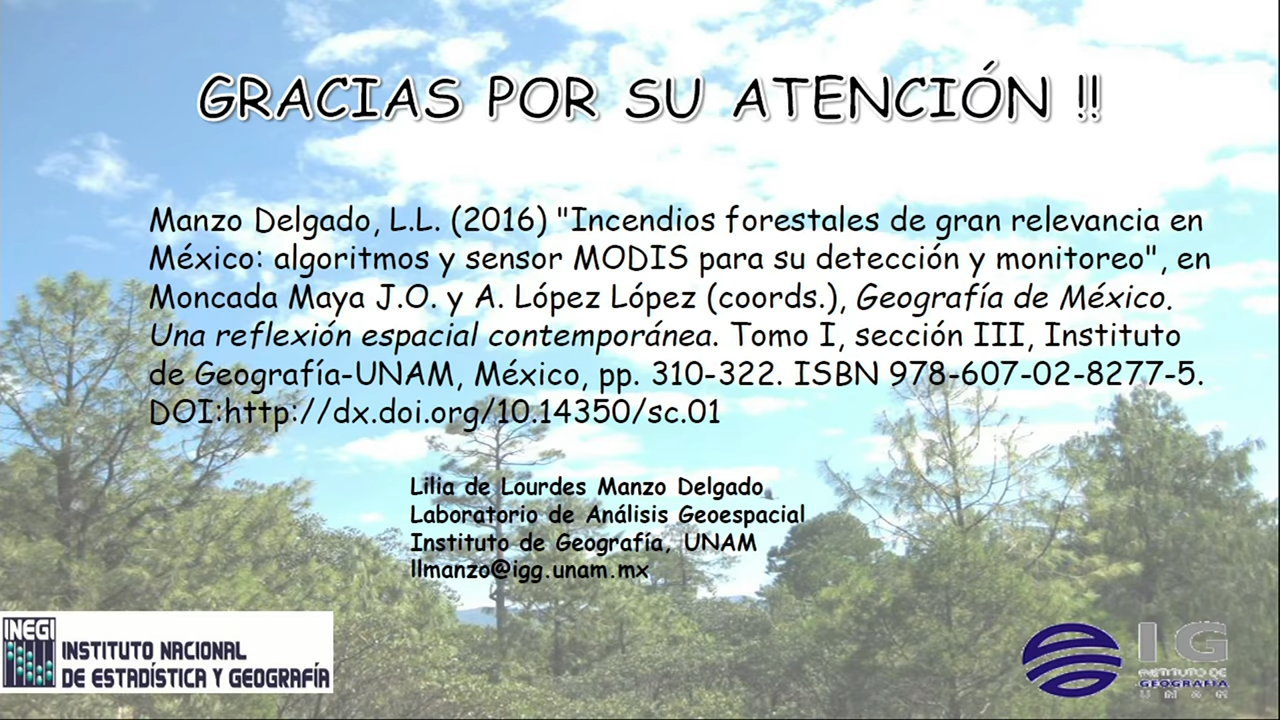 GRACIAS POR SU ATENCIÓN !!
Manzo Delgado, L.L. (2016) "Incendios forestales de gran relevancia en
México: algoritmos y sensor MODIS para su detección y monitoreo", en
Moncada Maya J.O. y A. López López (coords.), Geografía de México.
Una reflexión espacial contemporánea. Tomo I, sección III, Instituto
de Geografía-UNAM, México, pp. 310-322. ISBN 978-607-02-8277-5.
DOI:http://dx.doi.org/10.14350/sc.01
Lilia de Lourdes Manzo Delgado
Laboratorio de Análisis Geoespacial
Instituto de Geografía, UNAM
llmanzo@igg.unam.mx
INEGI
INSTITUTO NACIONAL
DE ESTADÍSTICA Y GEOGRAFÍA
IG
INSTITUTO DE
GEOGRAFIA
UNAM